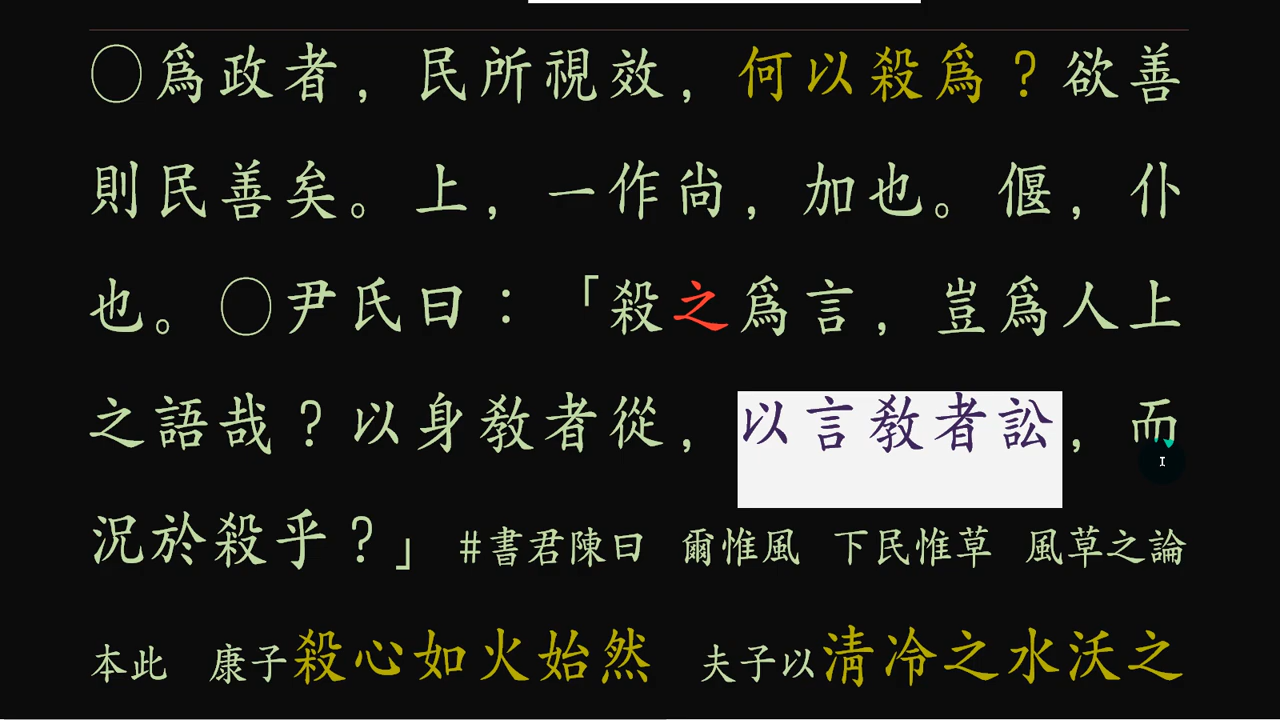 ◯爲政者，民所視效，何以殺爲？欲善
則民善矣。上，一作尚，加也。偃，仆
也。◯尹氏曰：「殺之爲言，豈爲人上
之語哉？以身敎者從，以言敎者訟，而
況於殺乎？」#書君陳曰　爾惟風　下民惟草　風草之論
本此　康子殺心如火始然　夫子以淸冷之水沃之